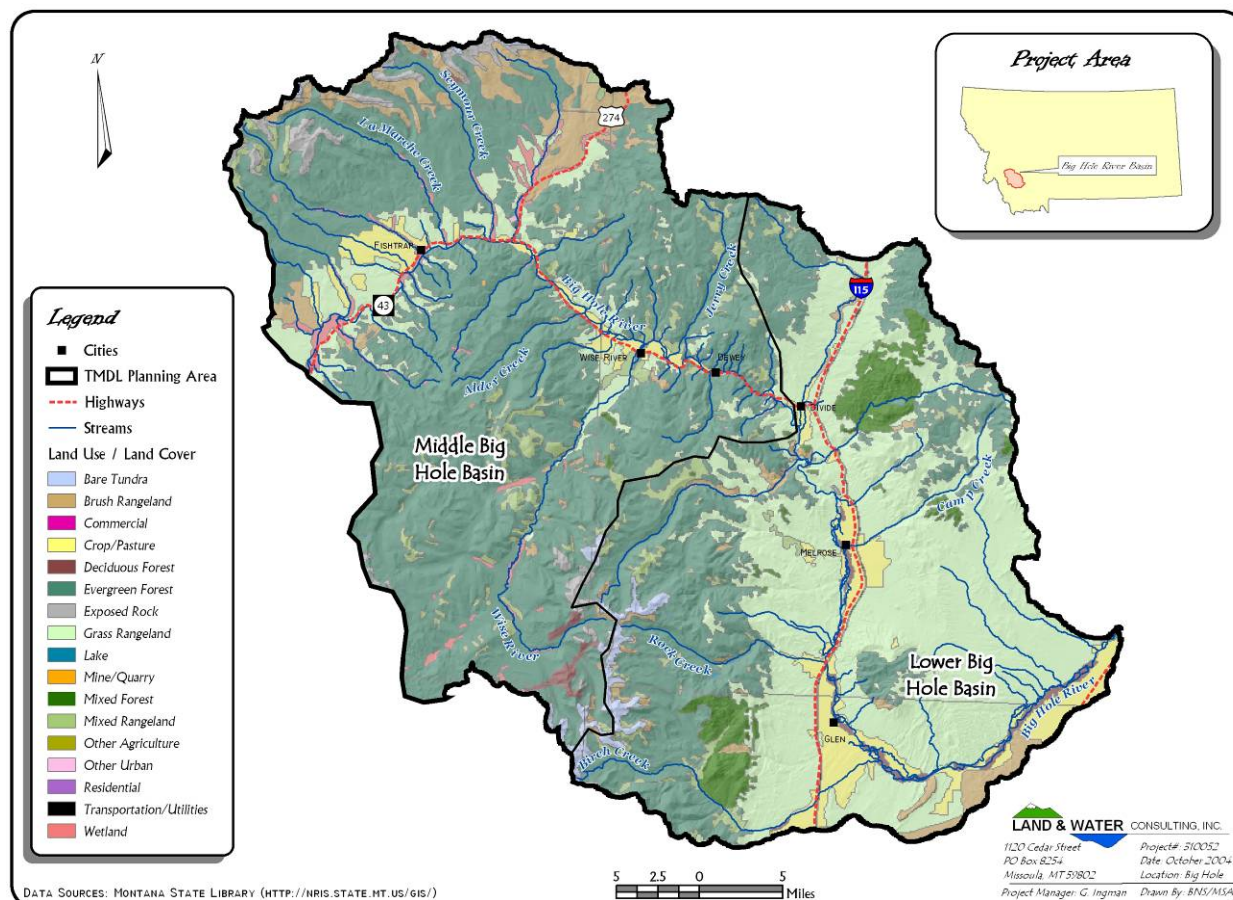 N
Project Area
Big Hole River Basin
Seymour Creek
La Marche Creek
274
FISHTRAP
43
Big Hole River
Jerry Creek
115
WISE RIVER
DEWEY
Alder Creek
DIVIDE
Middle Big
Hole Basin
Camp Creek
MELROSE
Wise River
Rock Creek
Lower Big
Hole Basin
Big Hole River
GLEN
Birch Creek
Legend
Cities
TMDL Planning Area
Highways
Streams
Land Use / Land Cover
Bare Tundra
Brush Rangeland
Commercial
Crop/Pasture
Deciduous Forest
Evergreen Forest
Exposed Rock
Grass Rangeland
Lake
Mine/Quarry
Mixed Forest
Mixed Rangeland
Other Agriculture
Other Urban
Residential
Transportation/Utilities
Wetland
DATA SOURCES: MONTANA STATE LIBRARY (HTTP://NRIS.STATE.MT.US/GIS/)
5 2.5 0 5
Miles
LAND & WATER CONSULTING, INC.
1120 Cedar Street Project#: 310052
PO Box 8254 Date: October 2004
Missoula, MT 59802 Location: Big Hole
Project Manager: G. Ingman Drawn By: BNS/MSA